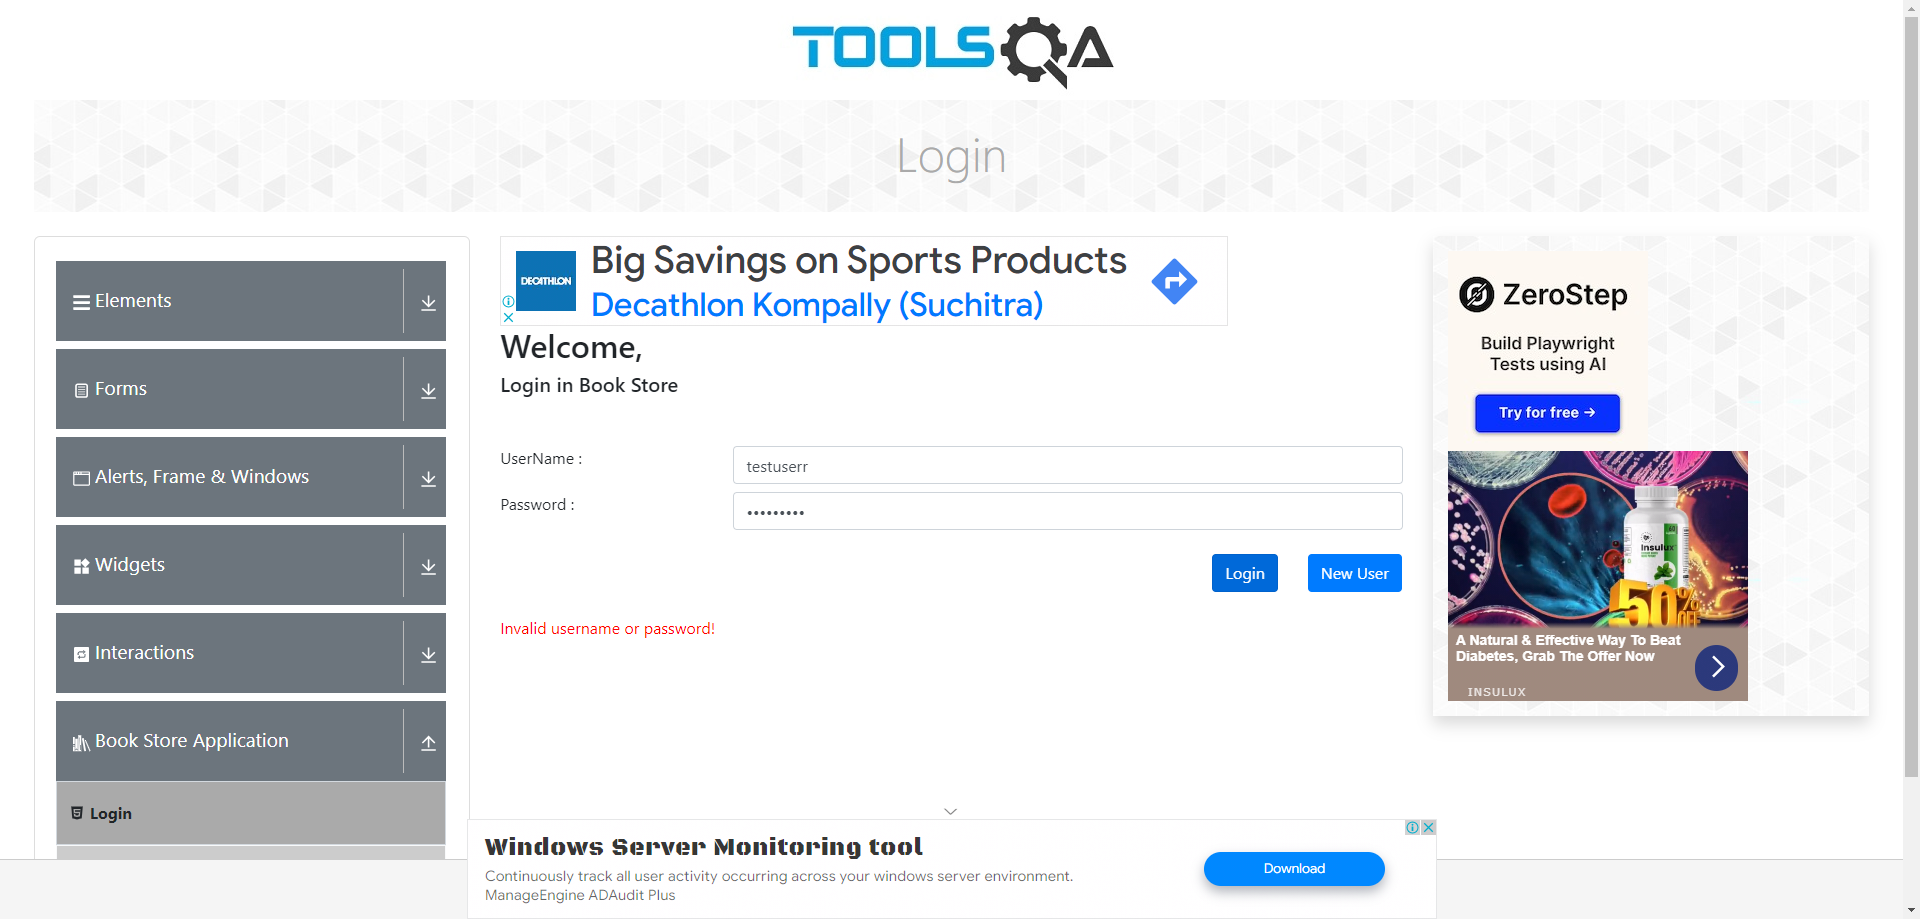 TOOLSQA
Login
Elements
Forms
Alerts, Frame & Windows
Widgets
Interactions
Book Store Application
Login
DECATHLON
Big Savings on Sports Products
Decathlon Kompally (Suchitra)
Welcome,
Login in Book Store
UserName :
testuserr
Password :
•••••••••
Login
New User
Invalid username or password!
ZeroStep
Build Playwright
Tests using AI
Try for free →
Insulux
50% OFF
A Natural & Effective Way To Beat
Diabetes, Grab The Offer Now
INSULUX
Windows Server Monitoring tool
Continuously track all user activity occurring across your windows server environment.
ManageEngine ADAudit Plus
Download